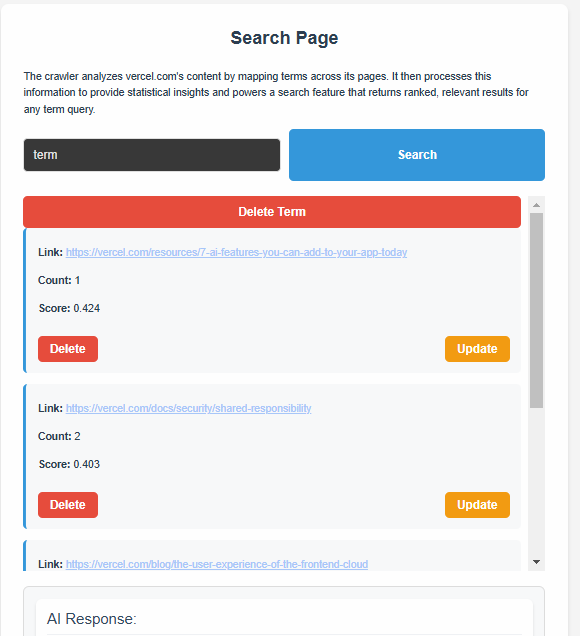 Search Page
The crawler analyzes vercel.com's content by mapping terms across its pages. It then processes this
information to provide statistical insights and powers a search feature that returns ranked, relevant results for
any term query.
term
Search
Delete Term
Link: https://vercel.com/resources/7-ai-features-you-can-add-to-your-app-today
Count: 1
Score: 0.424
Delete
Update
Link: https://vercel.com/docs/security/shared-responsibility
Count: 2
Score: 0.403
Delete
Update
Link: https://vercel.com/blog/the-user-experience-of-the-frontend-cloud
AI Response: